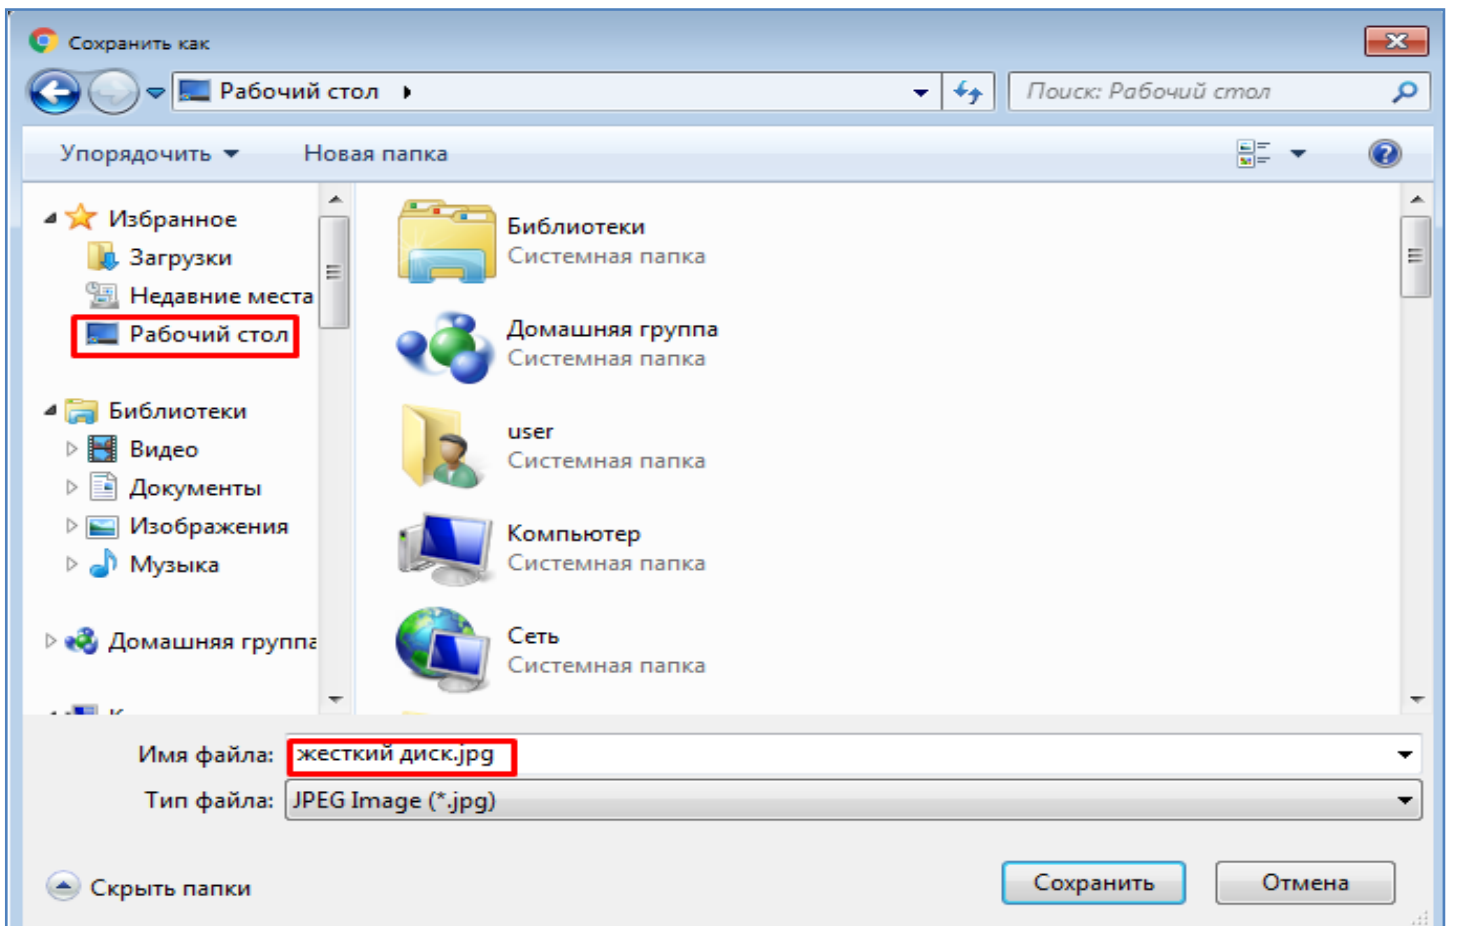 Сохранить как
Рабочий стол
Поиск: Рабочий стол
Упорядочить
Новая папка
Избранное
Загрузки
Недавние места
Рабочий стол
Библиотеки
Видео
Документы
Изображения
Музыка
Домашняя группа
Библиотеки
Системная папка
Домашняя группа
Системная папка
user
Системная папка
Компьютер
Системная папка
Сеть
Системная папка
Имя файла: жесткий диск.jpg
Тип файла: JPEG Image (*.jpg)
Скрыть папки
Сохранить
Отмена